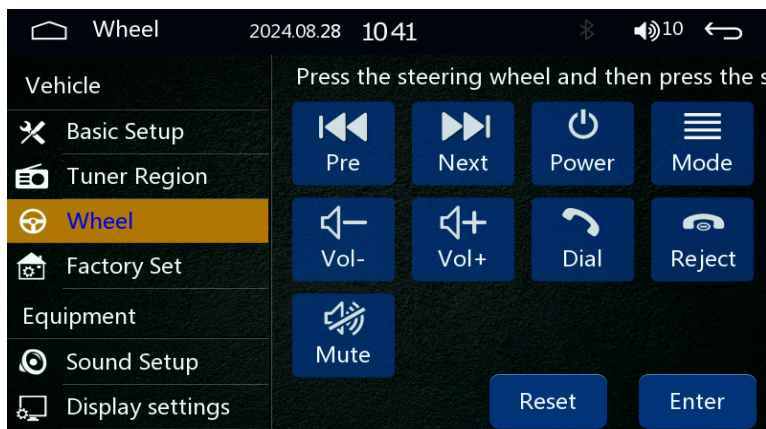 Wheel 2024.08.28 10 41 10
Vehicle
Basic Setup
Tuner Region
Wheel
Factory Set
Equipment
Sound Setup
Display settings
Press the steering wheel and then press the s
Pre Next Power Mode
Vol- Vol+ Dial Reject
Mute
Reset Enter